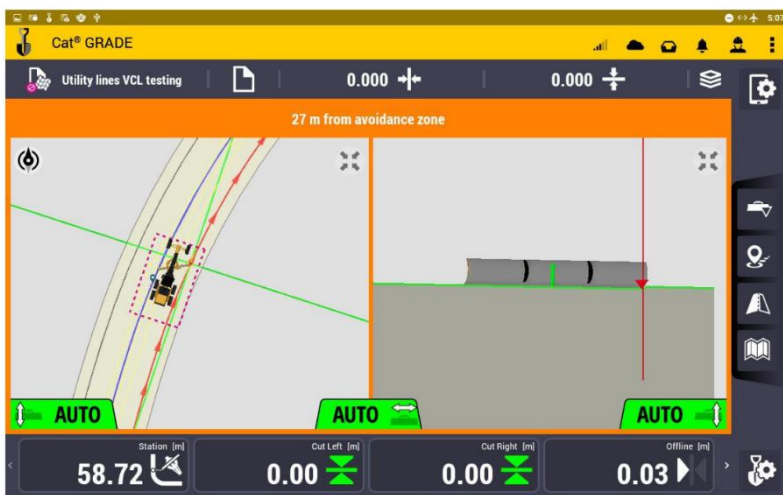 5:07
Cat® GRADE
Utility lines VCL testing
0.000
0.000
27 m from avoidance zone
AUTO
AUTO
AUTO
Station [m]
58.72
Cut Left [m]
0.00
Cut Right [m]
0.00
Offline [m]
0.03